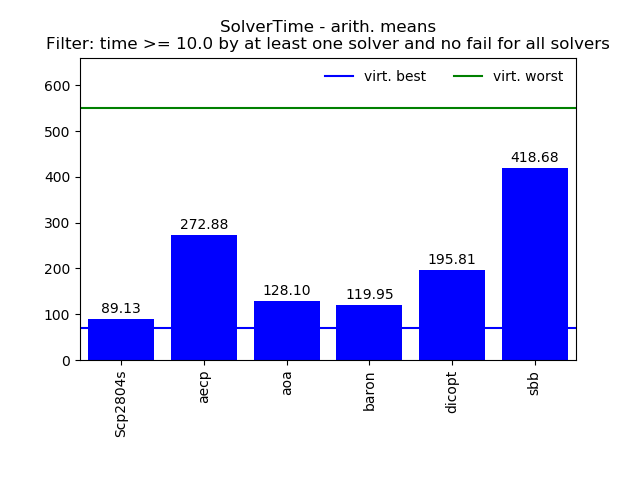 SolverTime - arith. means
Filter: time >= 10.0 by at least one solver and no fail for all solvers
virt. best
virt. worst
600
500
400
300
200
100
0
89.13
272.88
128.10
119.95
195.81
418.68
Scp2804s
aecp
aoa
baron
dicopt
sbb